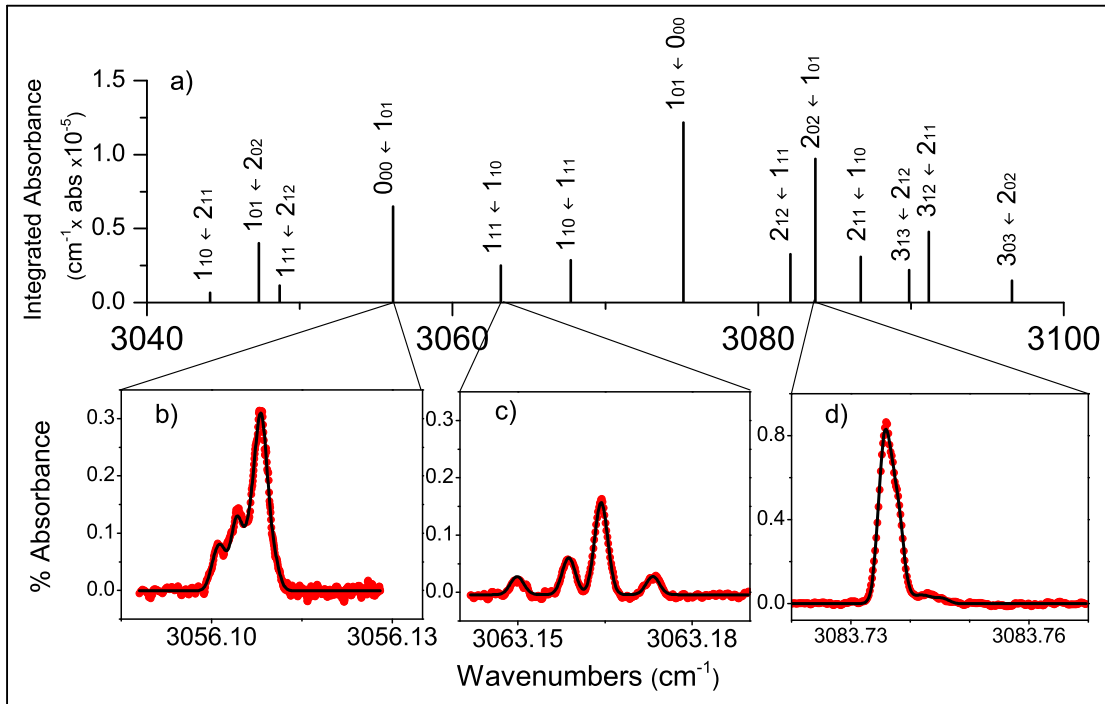 a)
Integrated Absorbance
(cm⁻¹ x abs x10⁻⁵)
1.5
1.0
0.5
0.0
1₁₀ ← 2₁₁
1₀₁ ← 2₀₂
1₁₁ ← 2₁₂
0₀₀ ← 1₀₁
1₁₁ ← 1₁₀
1₁₀ ← 1₁₁
1₀₁ ← 0₀₀
2₁₂ ← 1₁₁
2₀₂ ← 1₀₁
2₁₁ ← 1₁₀
3₁₃ ← 2₁₂
3₁₂ ← 2₁₁
3₀₃ ← 2₀₂
3040 3060 3080 3100
% Absorbance
b)
0.3
0.2
0.1
0.0
3056.10 3056.13
c)
0.3
0.2
0.1
0.0
3063.15 3063.18
d)
0.8
0.4
0.0
3083.73 3083.76
Wavenumbers (cm⁻¹)